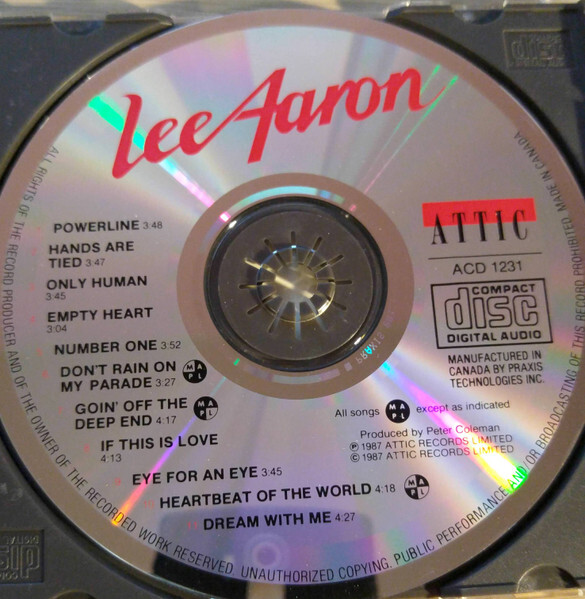 Lee Aaron
POWERLINE 3:48
HANDS ARE
TIED 3:47
ONLY HUMAN
3:45
EMPTY HEART
3:04
NUMBER ONE 3:52
DON'T RAIN ON
MY PARADE 3:27
MAPL
GOIN' OFF THE
DEEP END 4:17
MAPL
IF THIS IS LOVE
4:13
EYE FOR AN EYE 3:45
HEARTBEAT OF THE WORLD 4:18
MAPL
DREAM WITH ME 4:27
ATTIC
ACD 1231
COMPACT
disc
DIGITAL AUDIO
MANUFACTURED IN
CANADA BY PRAXIS
TECHNOLOGIES INC.
All songs MAPL except as indicated
Produced by Peter Coleman
℗ 1987 ATTIC RECORDS LIMITED
© 1987 ATTIC RECORDS LIMITED
ALL RIGHTS OF THE RECORD PRODUCER AND OF THE OWNER OF THE RECORDED WORK RESERVED. UNAUTHORIZED COPYING, PUBLIC PERFORMANCE AND/OR BROADCASTING OF THIS RECORD PROHIBITED. MADE IN CANADA
disc
disc